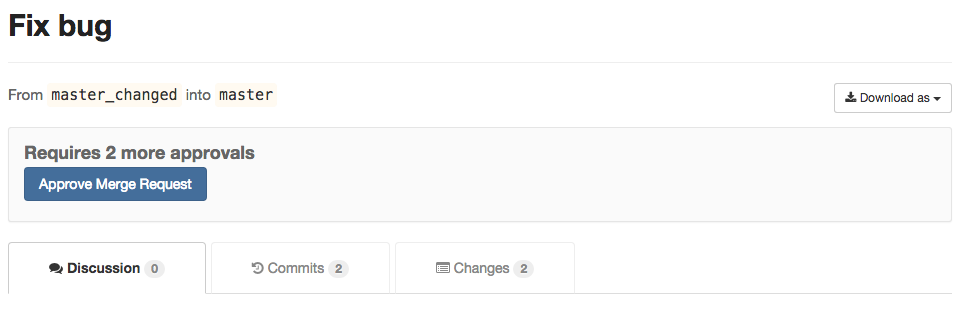 Fix bug
From master_changed into master
Download as
Requires 2 more approvals
Approve Merge Request
Discussion 0
Commits 2
Changes 2